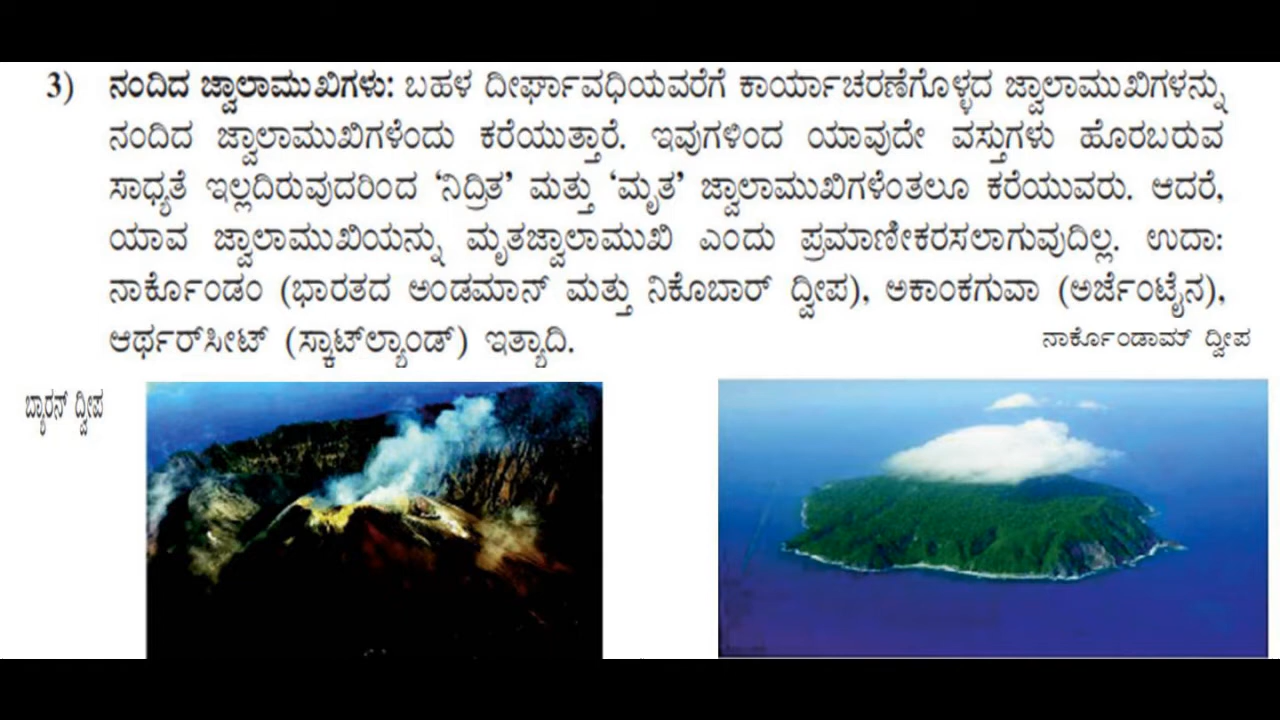 3) ನಂದಿದ ಜ್ವಾಲಾಮುಖಿಗಳು: ಬಹಳ ದೀರ್ಘಾವಧಿಯವರೆಗೆ ಕಾರ್ಯಾಚರಣೆಗೊಳ್ಳದ ಜ್ವಾಲಾಮುಖಿಗಳನ್ನು
ನಂದಿದ ಜ್ವಾಲಾಮುಖಿಗಳೆಂದು ಕರೆಯುತ್ತಾರೆ. ಇವುಗಳಿಂದ ಯಾವುದೇ ವಸ್ತುಗಳು ಹೊರಬರುವ
ಸಾಧ್ಯತೆ ಇಲ್ಲದಿರುವುದರಿಂದ ‘ನಿದ್ರಿತ’ ಮತ್ತು ‘ಮೃತ’ ಜ್ವಾಲಾಮುಖಿಗಳೆಂತಲೂ ಕರೆಯುವರು. ಆದರೆ,
ಯಾವ ಜ್ವಾಲಾಮುಖಿಯನ್ನು ಮೃತಜ್ವಾಲಾಮುಖಿ ಎಂದು ಪ್ರಮಾಣೀಕರಸಲಾಗುವುದಿಲ್ಲ. ಉದಾ:
ನಾರ್ಕೊಂಡಂ (ಭಾರತದ ಅಂಡಮಾನ್ ಮತ್ತು ನಿಕೊಬಾರ್ ದ್ವೀಪ), ಅಕಾಂಕಗುವಾ (ಅರ್ಜೆಂಟೈನ),
ಆರ್ಥರ್‌ಸೀಟ್ (ಸ್ಕಾಟ್‌ಲ್ಯಾಂಡ್) ಇತ್ಯಾದಿ.
ನಾರ್ಕೊಂಡಾಮ್ ದ್ವೀಪ
ಬ್ಯಾರನ್ ದ್ವೀಪ